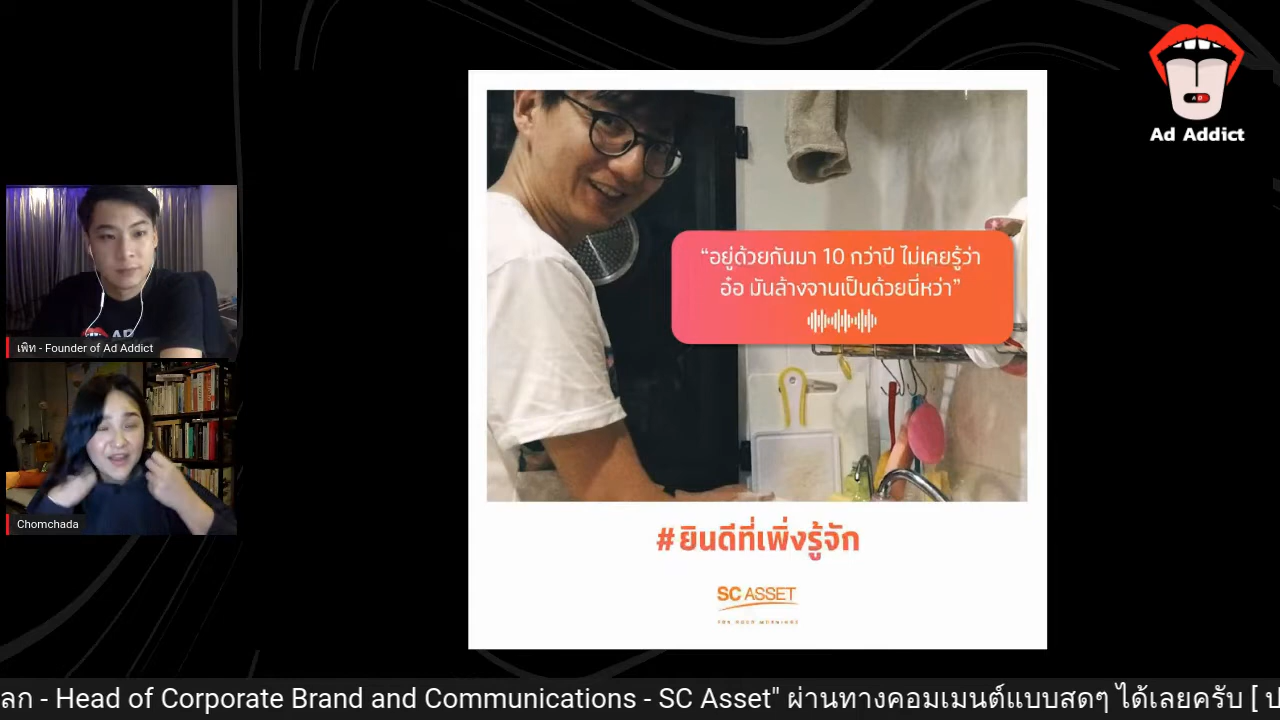 Ad Addict
AD
“อยู่ด้วยกันมา 10 กว่าปี ไม่เคยรู้ว่า
อ๋อ มันล้างจานเป็นด้วยนี่หว่า”
เพิท - Founder of Ad Addict
Chomchada
#ยินดีที่เพิ่งรู้จัก
SC ASSET
FOR GOOD MORNINGS
ลก - Head of Corporate Brand and Communications - SC Asset" ผ่านทางคอมเมนต์แบบสดๆ ได้เลยครับ [ ป